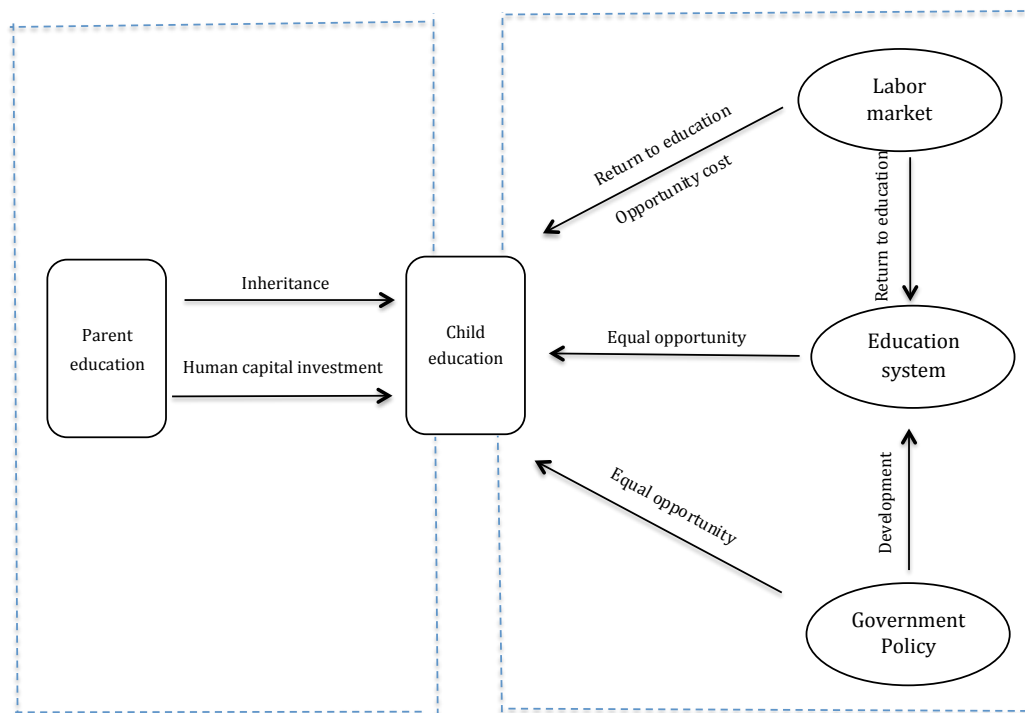 Labor
market
Return to education
Opportunity cost
Return to education
Inheritance
Parent
education
Human capital investment
Child
education
Equal opportunity
Education
system
Equal opportunity
Development
Government
Policy